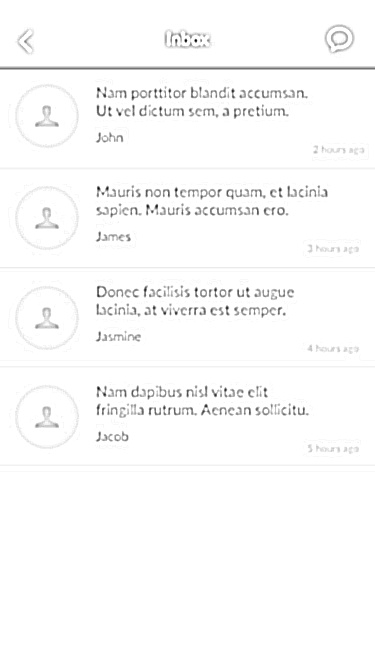 Inbox
Nam porttitor blandit accumsan.
Ut vel dictum sem, a pretium.
John
2 hours ago
Mauris non tempor quam, et lacinia
sapien. Mauris accumsan ero.
James
3 hours ago
Donec facilisis tortor ut augue
lacinia, at viverra est semper.
Jasmine
4 hours ago
Nam dapibus nisl vitae elit
fringilla rutrum. Aenean sollicitu.
Jacob
5 hours ago